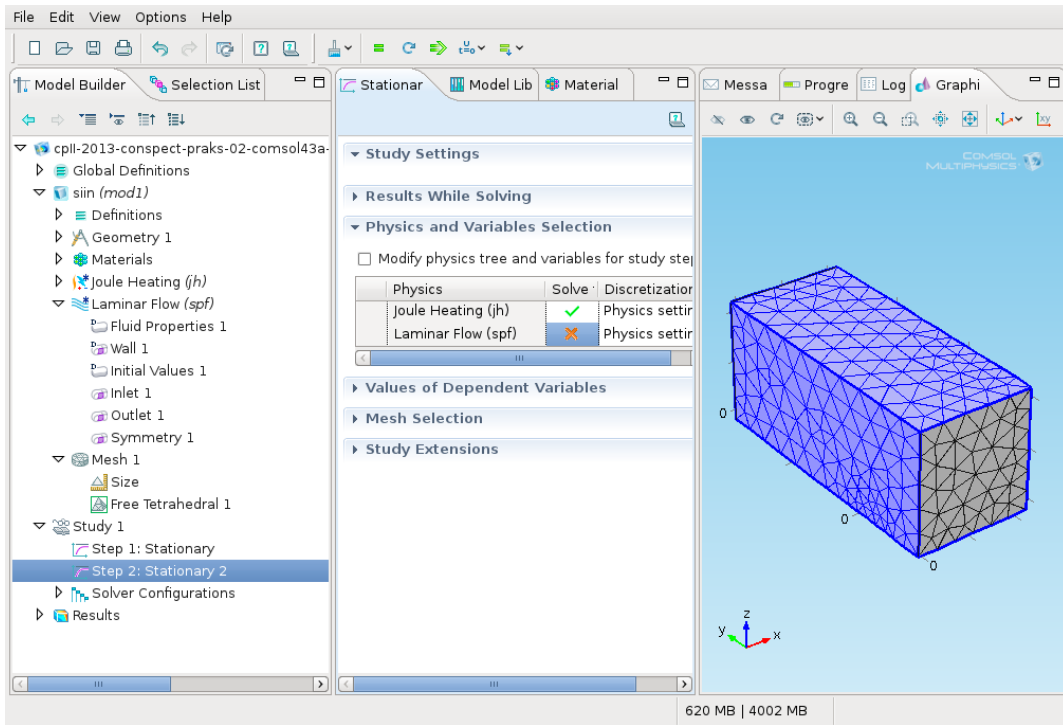 File Edit View Options Help
Model Builder Selection List
Stationar Model Lib Material
Messa Progre Log Graphi
cpII-2013-conspect-praks-02-comsol43a-
Global Definitions
siin (mod1)
Definitions
Geometry 1
Materials
Joule Heating (jh)
Laminar Flow (spf)
Fluid Properties 1
Wall 1
Initial Values 1
Inlet 1
Outlet 1
Symmetry 1
Mesh 1
Size
Free Tetrahedral 1
Study 1
Step 1: Stationary
Step 2: Stationary 2
Solver Configurations
Results
Study Settings
Results While Solving
Physics and Variables Selection
Modify physics tree and variables for study step
Physics Solve Discretization
Joule Heating (jh) Physics settin
Laminar Flow (spf) Physics settin
Values of Dependent Variables
Mesh Selection
Study Extensions
COMSOL
MULTIPHYSICS
0
0
0
z
y
x
620 MB | 4002 MB